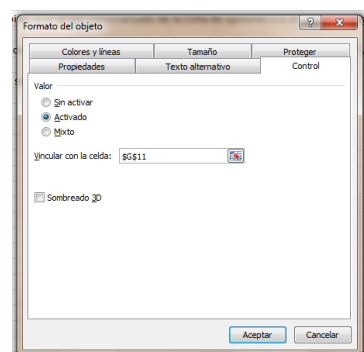 Formato del objeto
Colores y líneas Tamaño Proteger
Propiedades Texto alternativo Control
Valor
Sin activar
Activado
Mixto
Vincular con la celda: $G$11
Sombreado 3D
Aceptar Cancelar